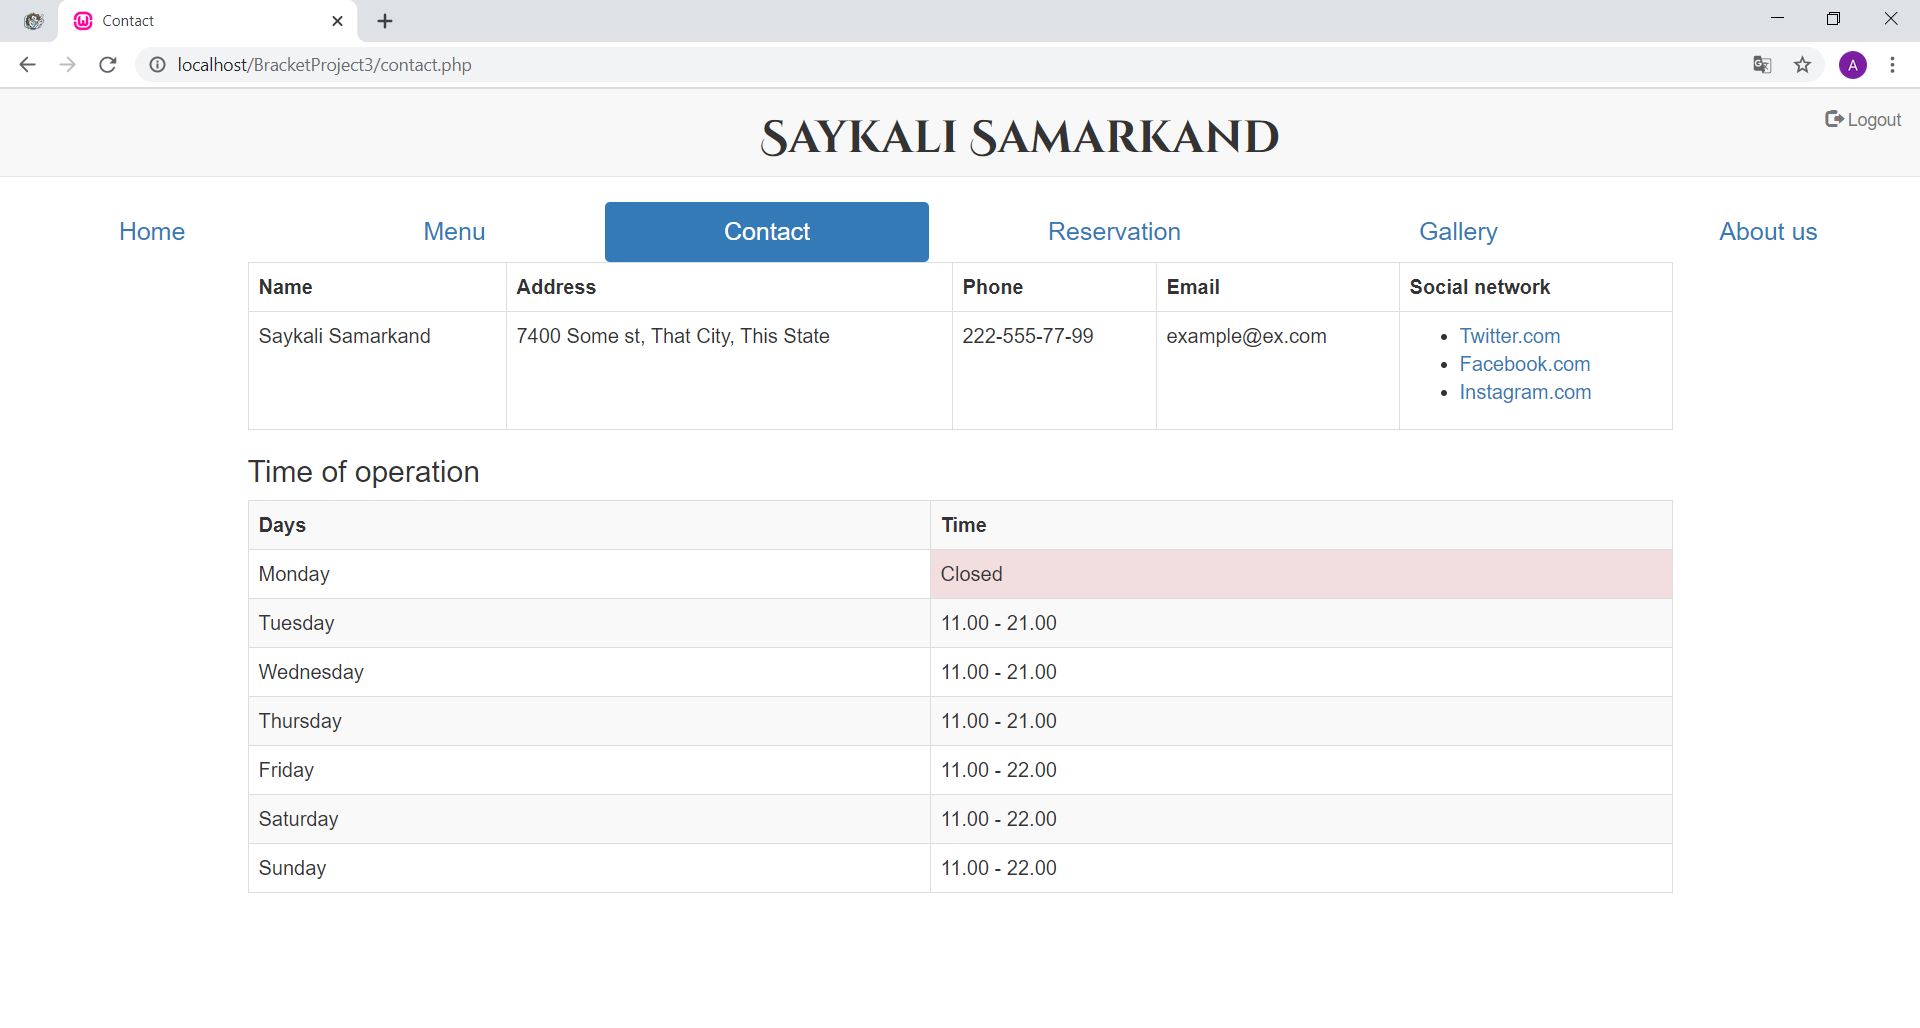 Contact
localhost/BracketProject3/contact.php
A
Saykali Samarkand
Logout
Home Menu Contact Reservation Gallery About us
Name Address Phone Email Social network
Saykali Samarkand 7400 Some st, That City, This State 222-555-77-99 example@ex.com Twitter.com
Facebook.com
Instagram.com
Time of operation
Days Time
Monday Closed
Tuesday 11.00 - 21.00
Wednesday 11.00 - 21.00
Thursday 11.00 - 21.00
Friday 11.00 - 22.00
Saturday 11.00 - 22.00
Sunday 11.00 - 22.00